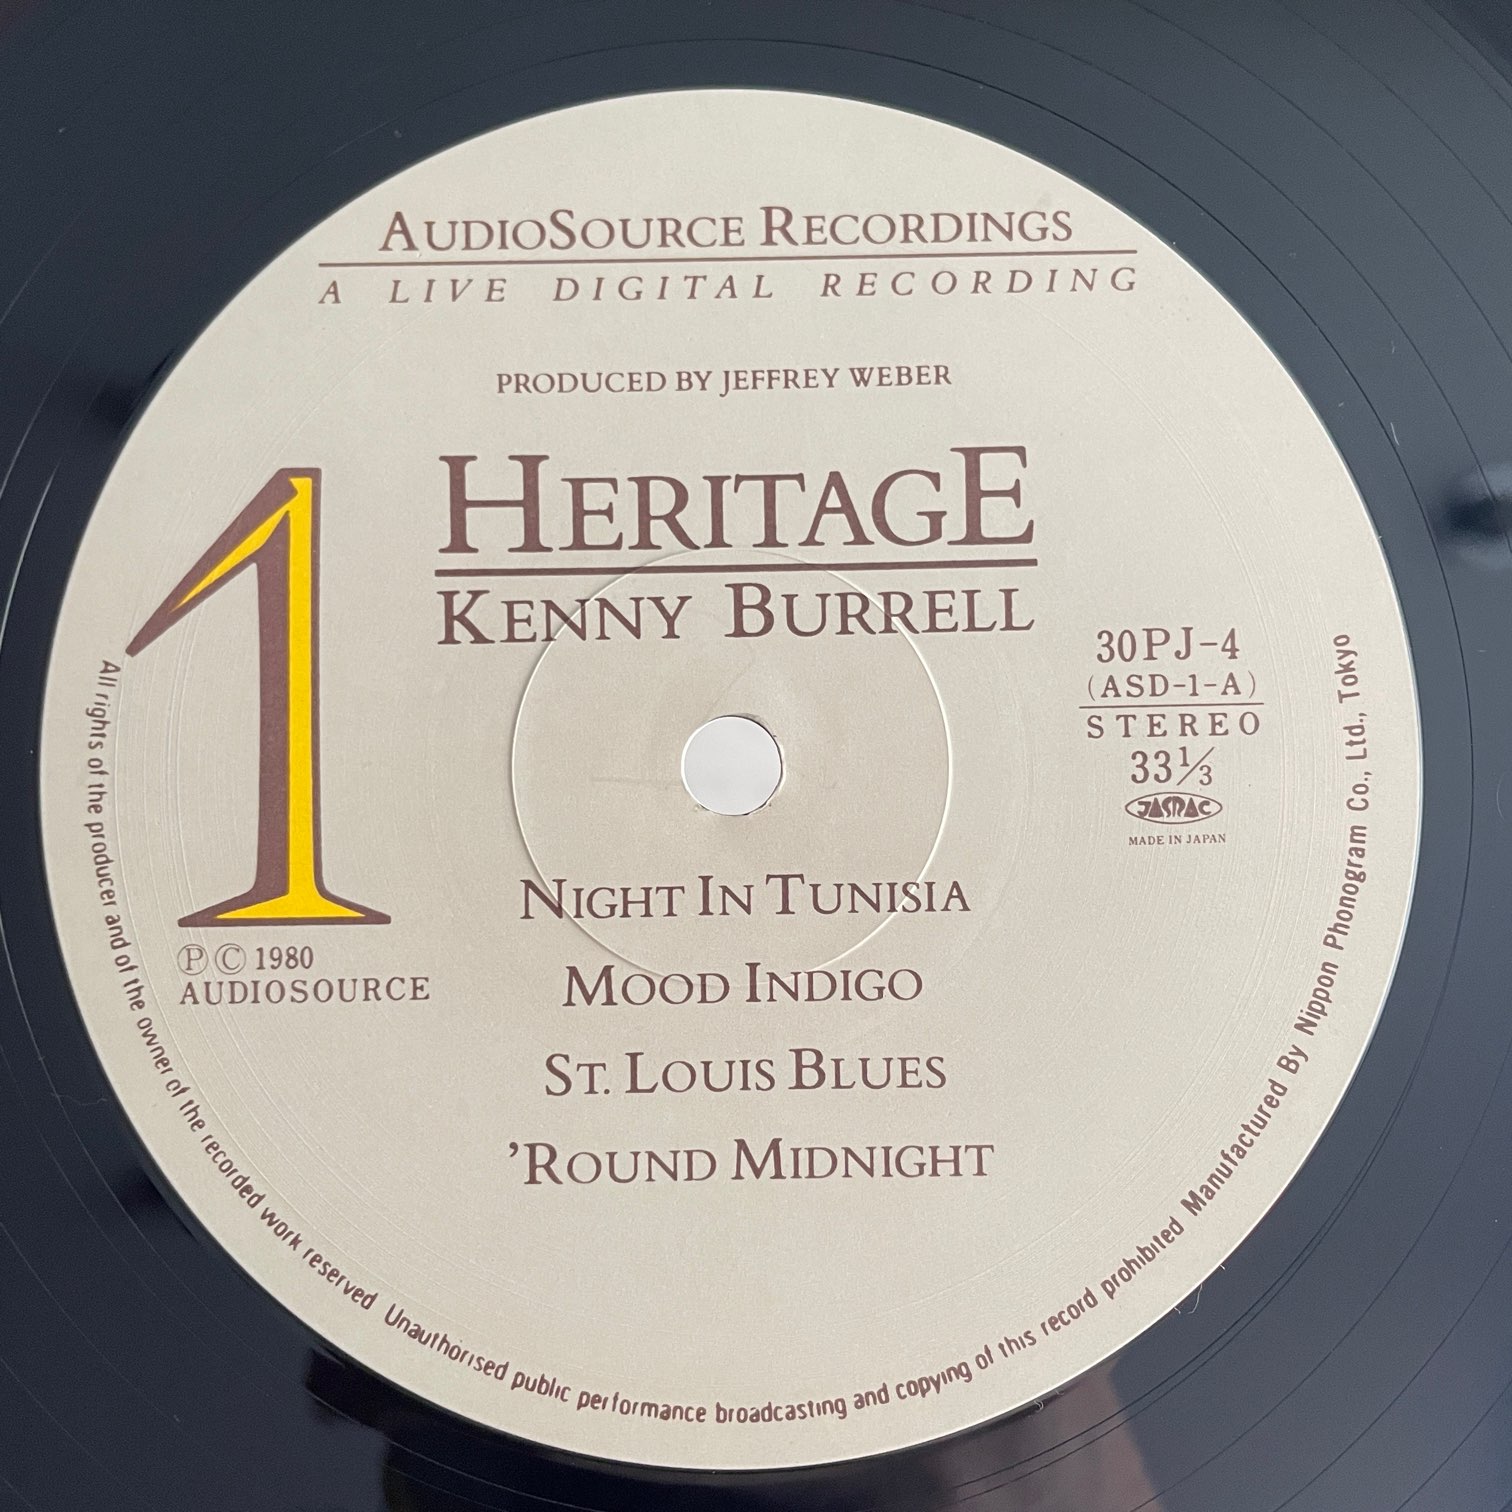 AUDIOSOURCE RECORDINGS
A LIVE DIGITAL RECORDING
PRODUCED BY JEFFREY WEBER
HERITAGE
KENNY BURRELL
1
30PJ-4
(ASD-1-A)
STEREO
33⅓
JASRAC
MADE IN JAPAN
NIGHT IN TUNISIA
MOOD INDIGO
ST. LOUIS BLUES
'ROUND MIDNIGHT
Ⓟ Ⓒ 1980
AUDIOSOURCE
All rights of the producer and of the owner of the recorded work reserved Unauthorised public performance broadcasting and copying of this record prohibited Manufactured By Nippon Phonogram Co., Ltd., Tokyo